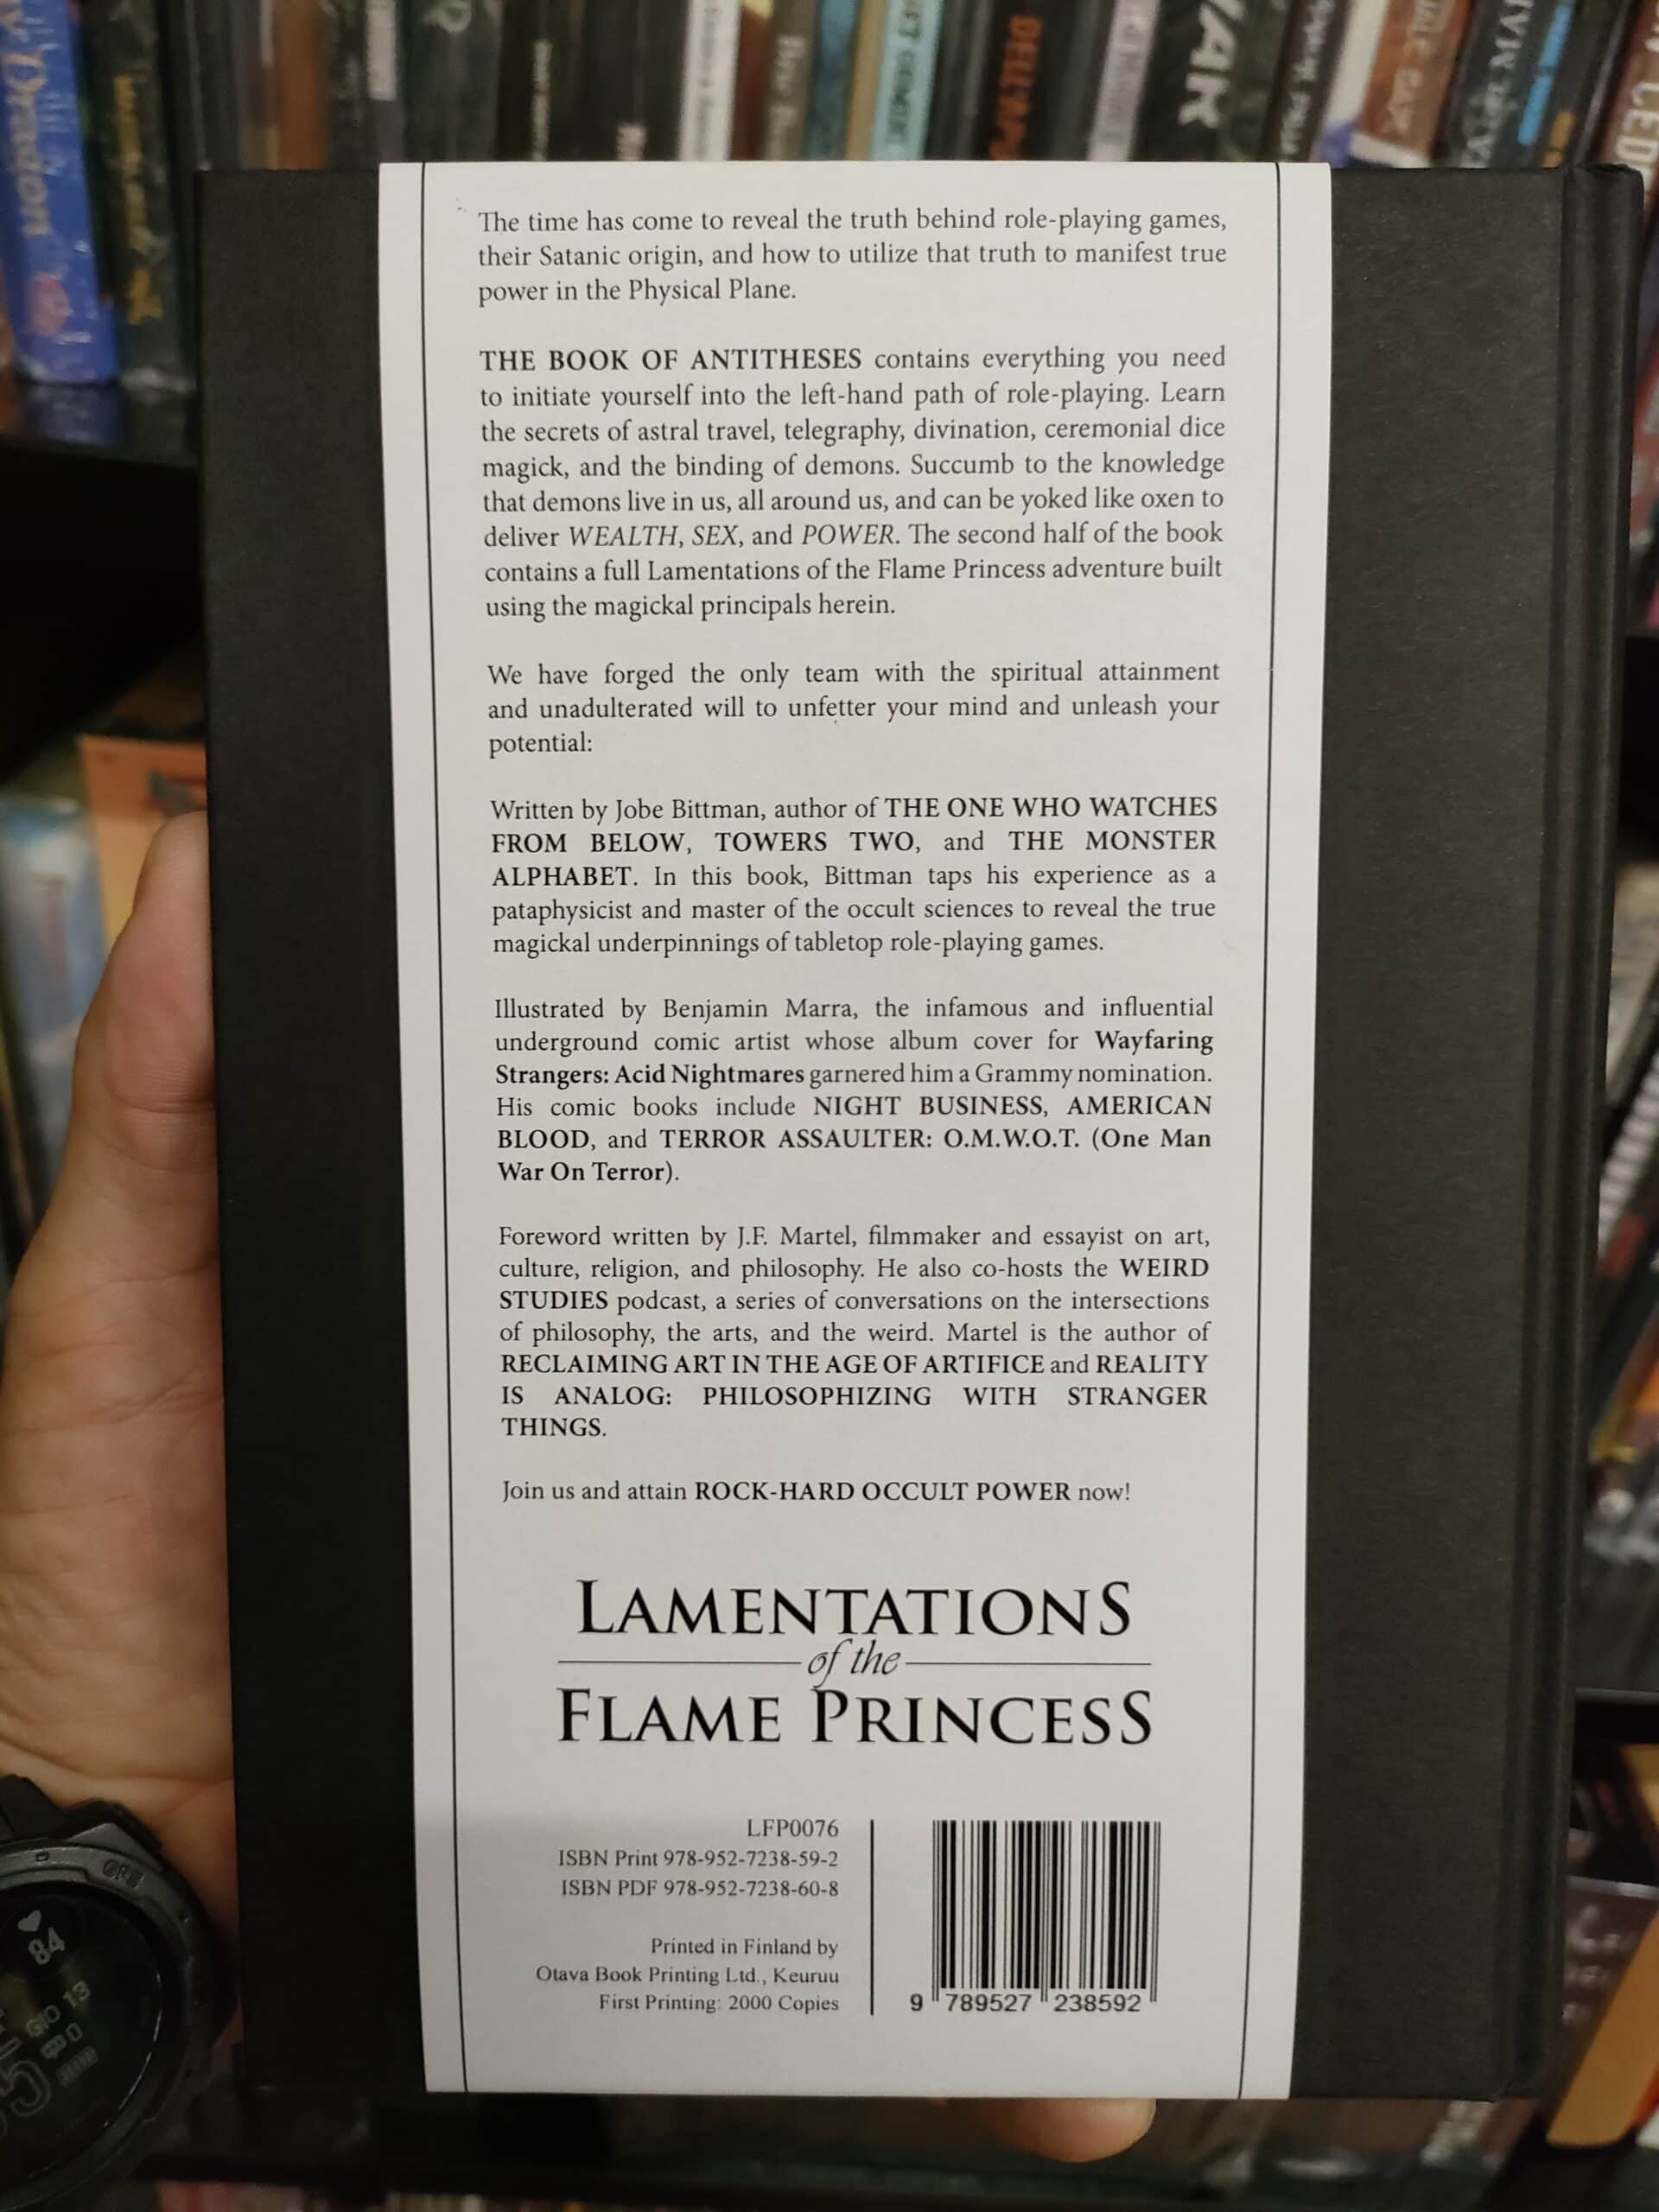 Dragon
DELTA
The time has come to reveal the truth behind role-playing games,
their Satanic origin, and how to utilize that truth to manifest true
power in the Physical Plane.
THE BOOK OF ANTITHESES contains everything you need
to initiate yourself into the left-hand path of role-playing. Learn
the secrets of astral travel, telegraphy, divination, ceremonial dice
magick, and the binding of demons. Succumb to the knowledge
that demons live in us, all around us, and can be yoked like oxen to
deliver WEALTH, SEX, and POWER. The second half of the book
contains a full Lamentations of the Flame Princess adventure built
using the magickal principals herein.
We have forged the only team with the spiritual attainment
and unadulterated will to unfetter your mind and unleash your
potential:
Written by Jobe Bittman, author of THE ONE WHO WATCHES
FROM BELOW, TOWERS TWO, and THE MONSTER
ALPHABET. In this book, Bittman taps his experience as a
pataphysicist and master of the occult sciences to reveal the true
magickal underpinnings of tabletop role-playing games.
Illustrated by Benjamin Marra, the infamous and influential
underground comic artist whose album cover for Wayfaring
Strangers: Acid Nightmares garnered him a Grammy nomination.
His comic books include NIGHT BUSINESS, AMERICAN
BLOOD, and TERROR ASSAULTER: O.M.W.O.T. (One Man
War On Terror).
Foreword written by J.F. Martel, filmmaker and essayist on art,
culture, religion, and philosophy. He also co-hosts the WEIRD
STUDIES podcast, a series of conversations on the intersections
of philosophy, the arts, and the weird. Martel is the author of
RECLAIMING ART IN THE AGE OF ARTIFICE and REALITY
IS ANALOG: PHILOSOPHIZING WITH STRANGER
THINGS.
Join us and attain ROCK-HARD OCCULT POWER now!
LAMENTATIONS
of the
FLAME PRINCESS
LFP0076
ISBN Print 978-952-7238-59-2
ISBN PDF 978-952-7238-60-8
Printed in Finland by
Otava Book Printing Ltd., Keuruu
First Printing: 2000 Copies
9 789527 238592
84
GIO 13